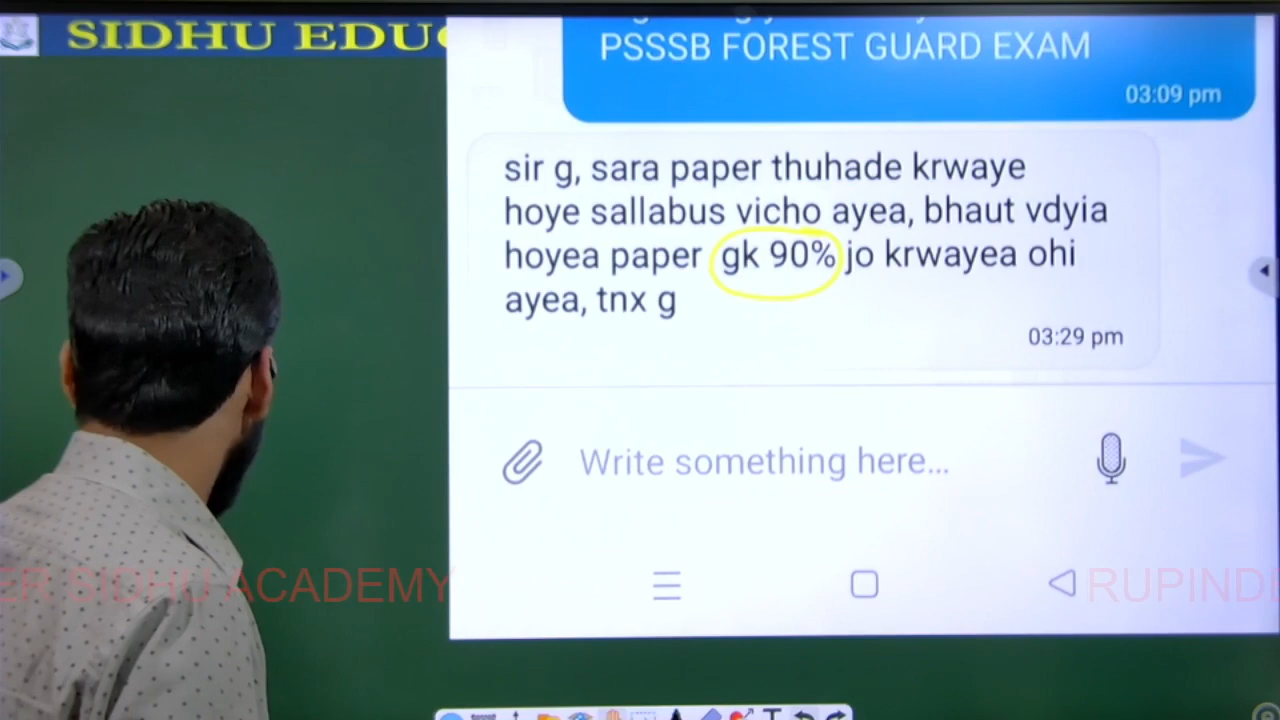 SIDHU EDU
PSSSB FOREST GUARD EXAM
03:09 pm
sir g, sara paper thuhade krwaye
hoye sallabus vicho ayea, bhaut vdyia
hoyea paper gk 90% jo krwayea ohi
ayea, tnx g
03:29 pm
Write something here...
ER SIDHU ACADEMY
RUPIND